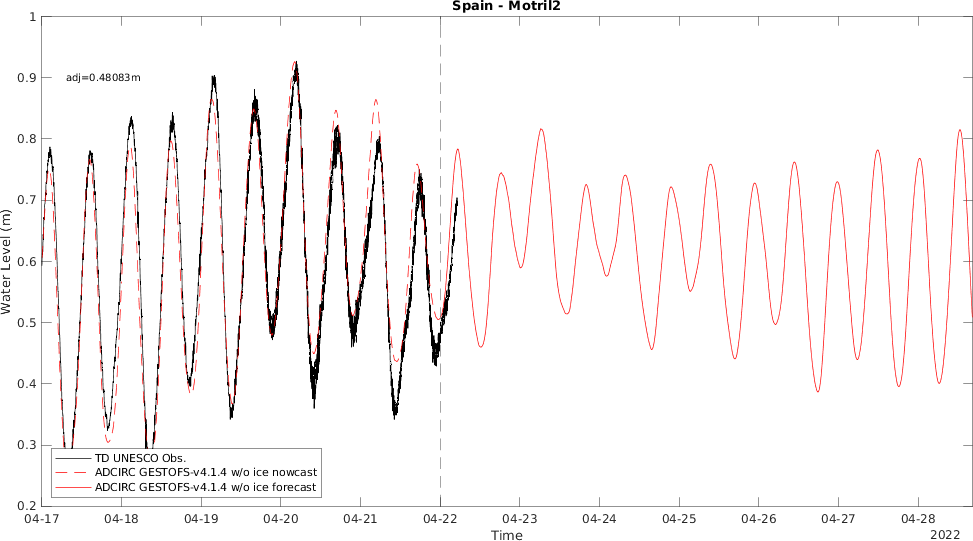 Spain - Motril2
1
0.9
0.8
0.7
0.6
0.5
0.4
0.3
0.2
adj=0.48083m
Water Level (m)
TD UNESCO Obs.
ADCIRC GESTOFS-v4.1.4 w/o ice nowcast
ADCIRC GESTOFS-v4.1.4 w/o ice forecast
04-17 04-18 04-19 04-20 04-21 04-22 04-23 04-24 04-25 04-26 04-27 04-28
2022
Time